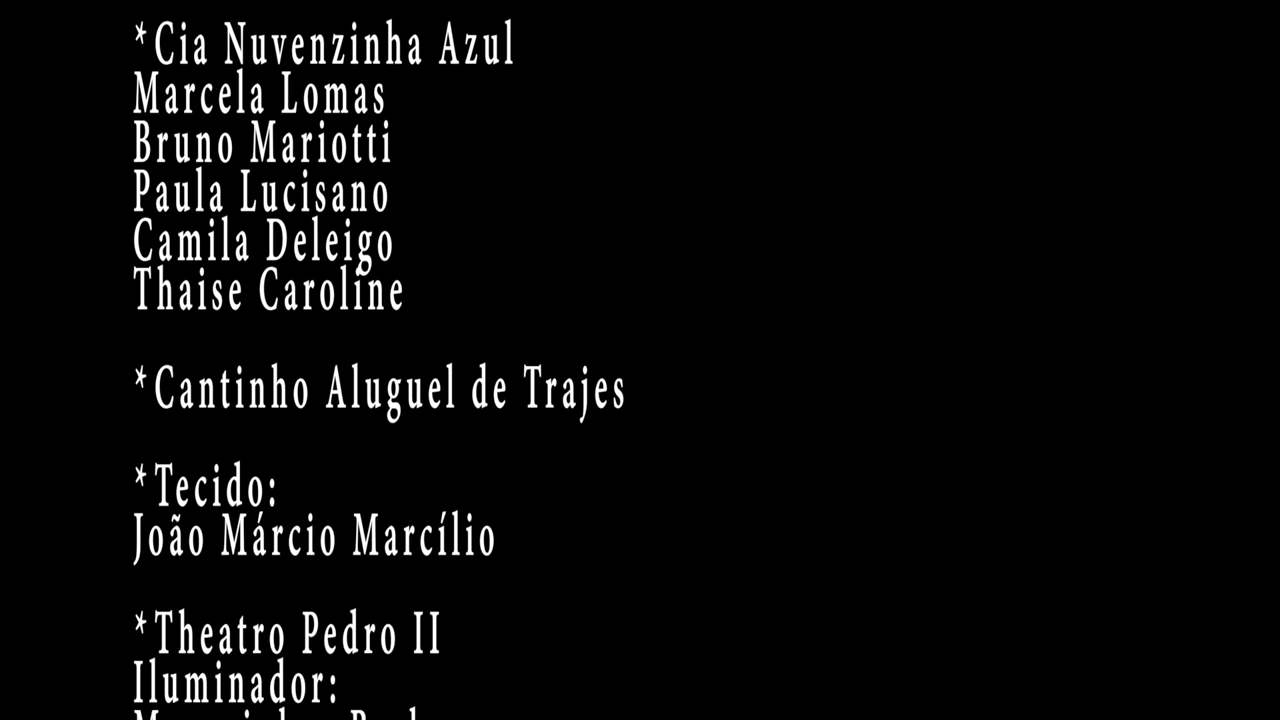 *Cia Nuvenzinha Azul
Marcela Lomas
Bruno Mariotti
Paula Lucisano
Camila Deleigo
Thaise Caroline
*Cantinho Aluguel de Trajes
*Tecido:
João Márcio Marcílio
*Theatro Pedro II
Iluminador: